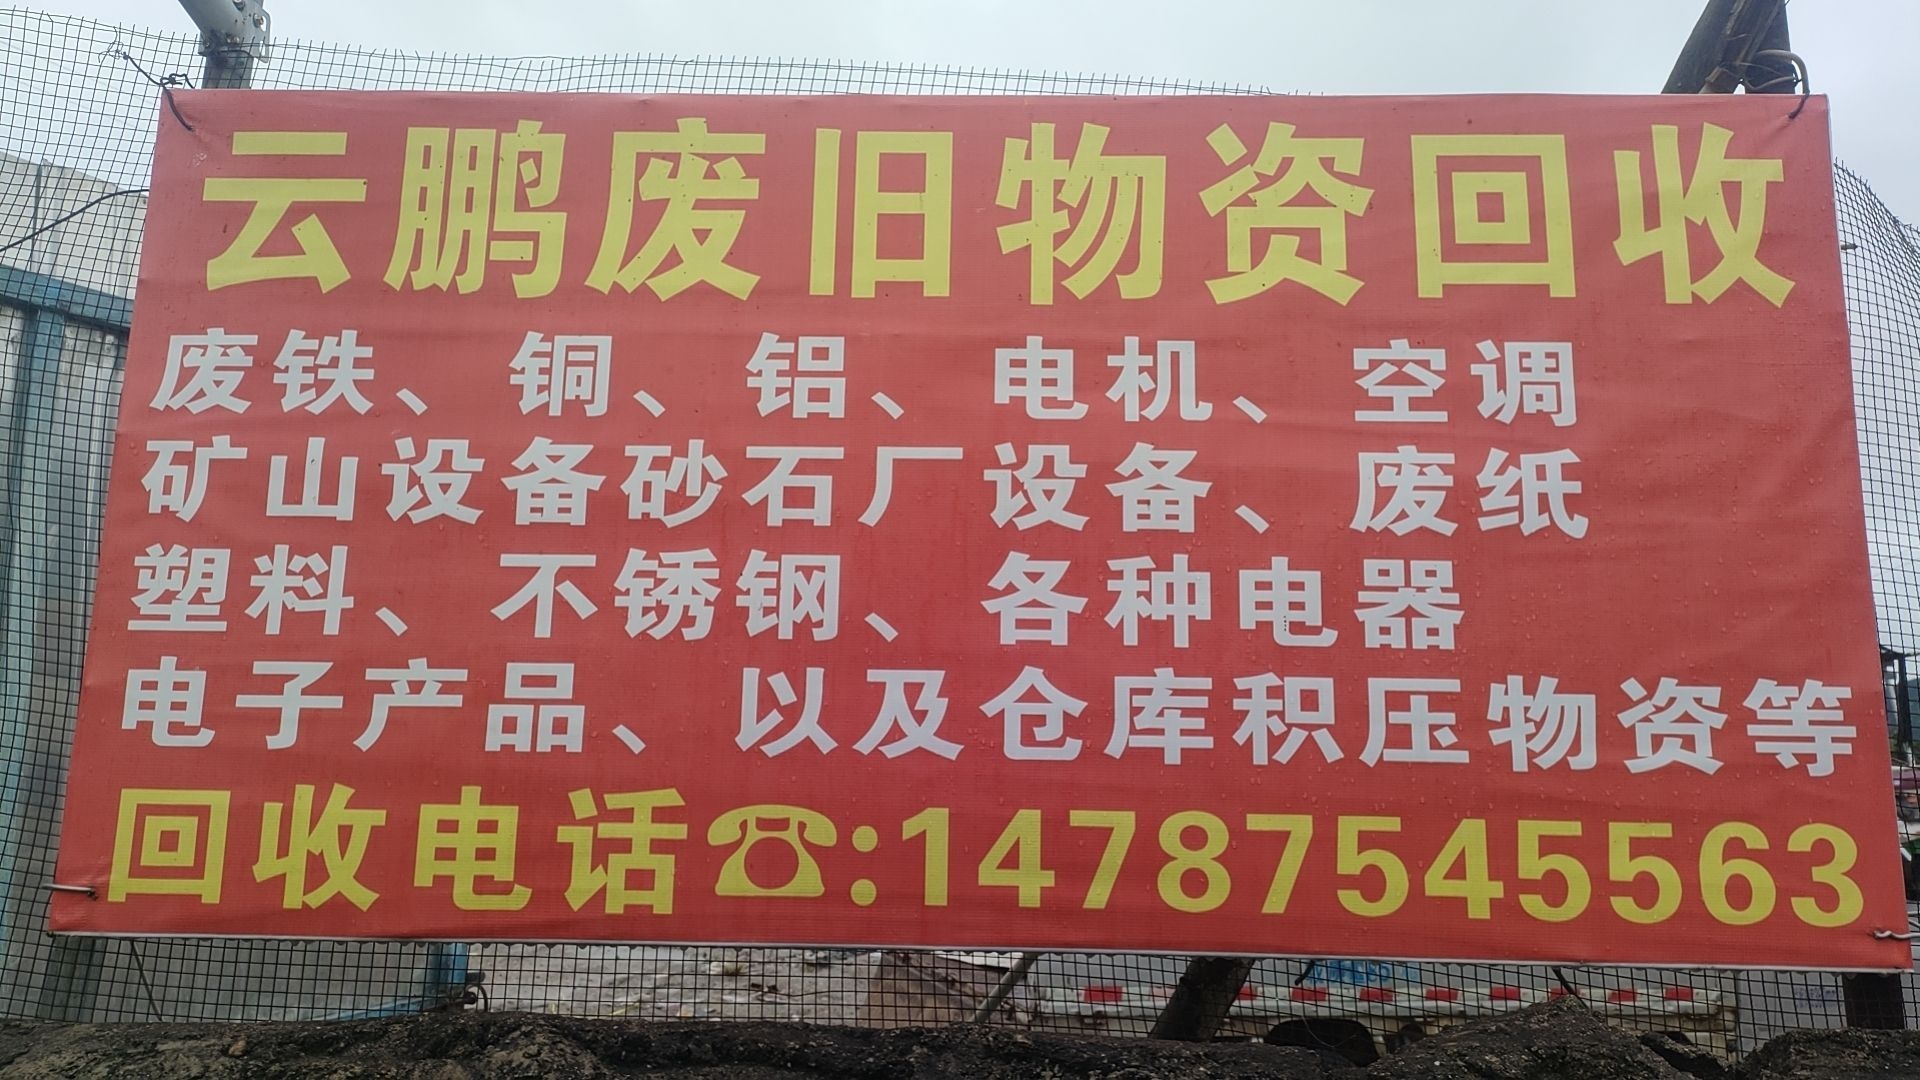 云鹏废旧物资回收
废铁、铜、铝、电机、空调
矿山设备砂石厂设备、废纸
塑料、不锈钢、各种电器
电子产品、以及仓库积压物资等
回收电话☎:14787545563